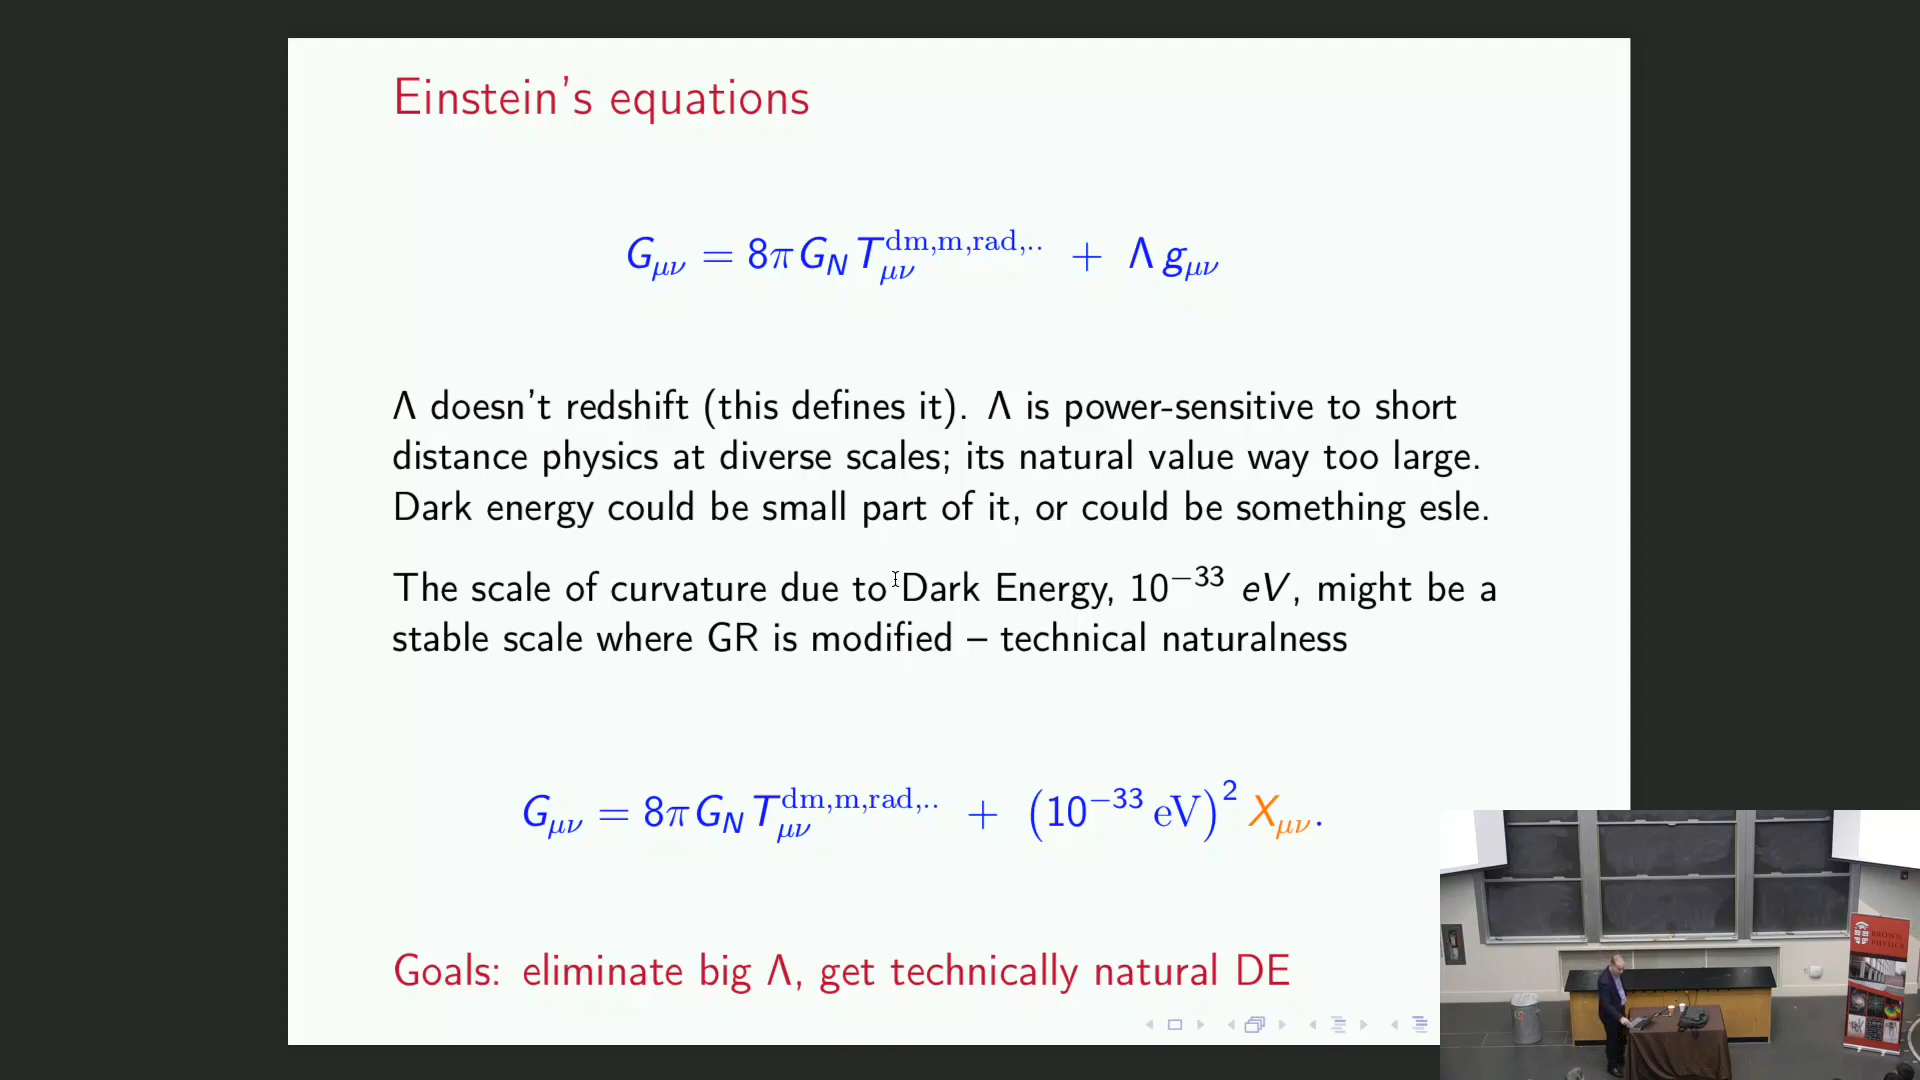 Einstein's equations
G_{μν} = 8πG_N T_{μν}^{dm,m,rad,..} + Λ g_{μν}
Λ doesn't redshift (this defines it). Λ is power-sensitive to short
distance physics at diverse scales; its natural value way too large.
Dark energy could be small part of it, or could be something esle.
The scale of curvature due to Dark Energy, 10^{−33} eV, might be a
stable scale where GR is modified – technical naturalness
G_{μν} = 8πG_N T_{μν}^{dm,m,rad,..} + (10^{−33} eV)^2 X_{μν}.
Goals: eliminate big Λ, get technically natural DE
BROWN
PHYSICS